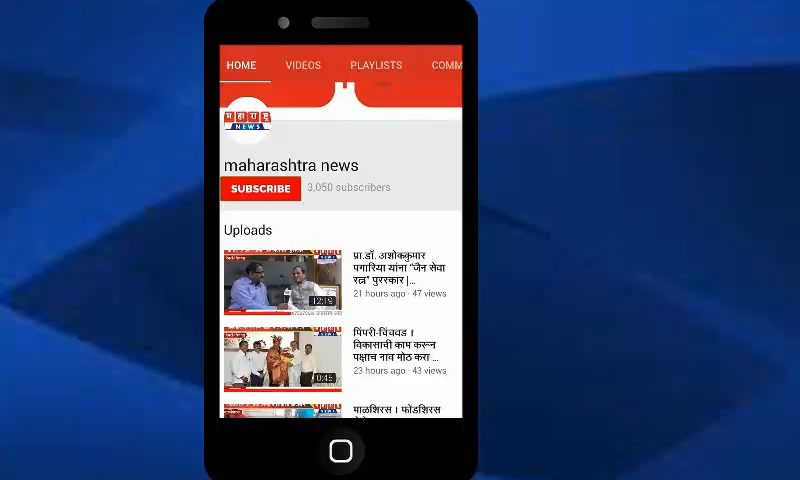 HOME VIDEOS PLAYLISTS COMM
महाराष्ट्र
NEWS
maharashtra news
SUBSCRIBE 3,050 subscribers
Uploads
प्रा.डॉ. अशोककुमार
पगारिया यांना "जैन सेवा
रत्न" पुररकार |...
21 hours ago · 47 views
12:19
पिंपरी-चिंचवड ।
विकासाची काम करून
पक्षाच नाव मोठ करा ...
23 hours ago · 43 views
0:45
माळशिरस । फोंडशिरस